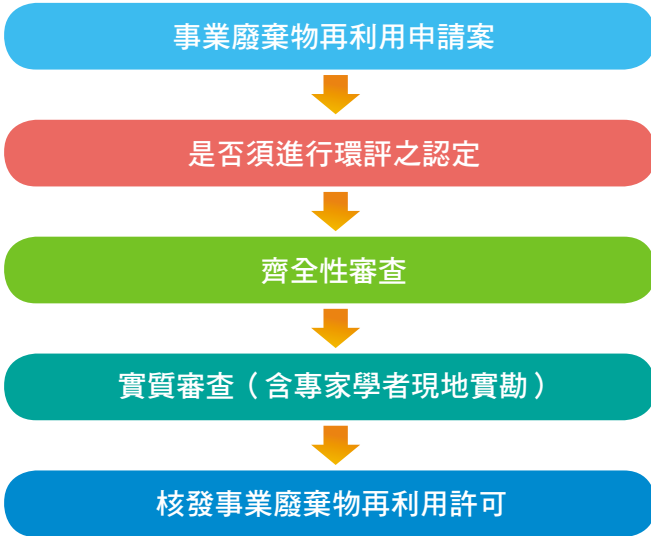 事業廢棄物再利用申請案
是否須進行環評之認定
齊全性審查
實質審查（含專家學者現地實勘）
核發事業廢棄物再利用許可